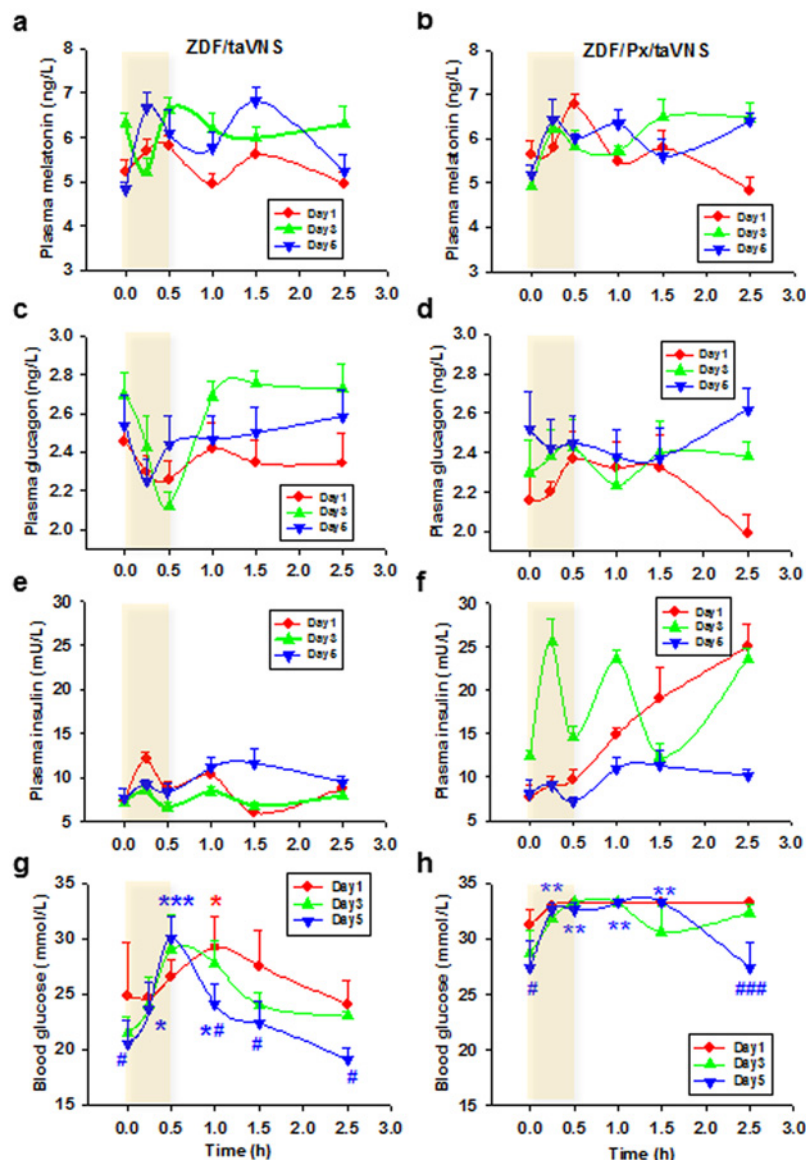 a
ZDF/taVNS
Plasma melatonin (ng/L)
8
7
6
5
4
3
Day1
Day3
Day5
0.0 0.5 1.0 1.5 2.0 2.5 3.0
b
ZDF/Px/taVNS
Plasma melatonin (ng/L)
8
7
6
5
4
3
Day1
Day3
Day5
0.0 0.5 1.0 1.5 2.0 2.5 3.0
c
Plasma glucagon (ng/L)
3.0
2.8
2.6
2.4
2.2
2.0
Day1
Day3
Day5
0.0 0.5 1.0 1.5 2.0 2.5 3.0
d
Plasma glucagon (ng/L)
3.0
2.8
2.6
2.4
2.2
2.0
Day1
Day3
Day5
0.0 0.5 1.0 1.5 2.0 2.5 3.0
e
Plasma insulin (mU/L)
30
25
20
15
10
5
Day1
Day3
Day5
0.0 0.5 1.0 1.5 2.0 2.5 3.0
f
Plasma insulin (mU/L)
30
25
20
15
10
5
Day1
Day3
Day5
0.0 0.5 1.0 1.5 2.0 2.5 3.0
g
Blood glucose (mmol/L)
35
30
25
20
15
Day1
Day3
Day5
*** *
* *# #
# #
0.0 0.5 1.0 1.5 2.0 2.5 3.0
Time (h)
h
Blood glucose (mmol/L)
35
30
25
20
15
** **
** **
# ###
Day1
Day3
Day5
0.0 0.5 1.0 1.5 2.0 2.5 3.0
Time (h)